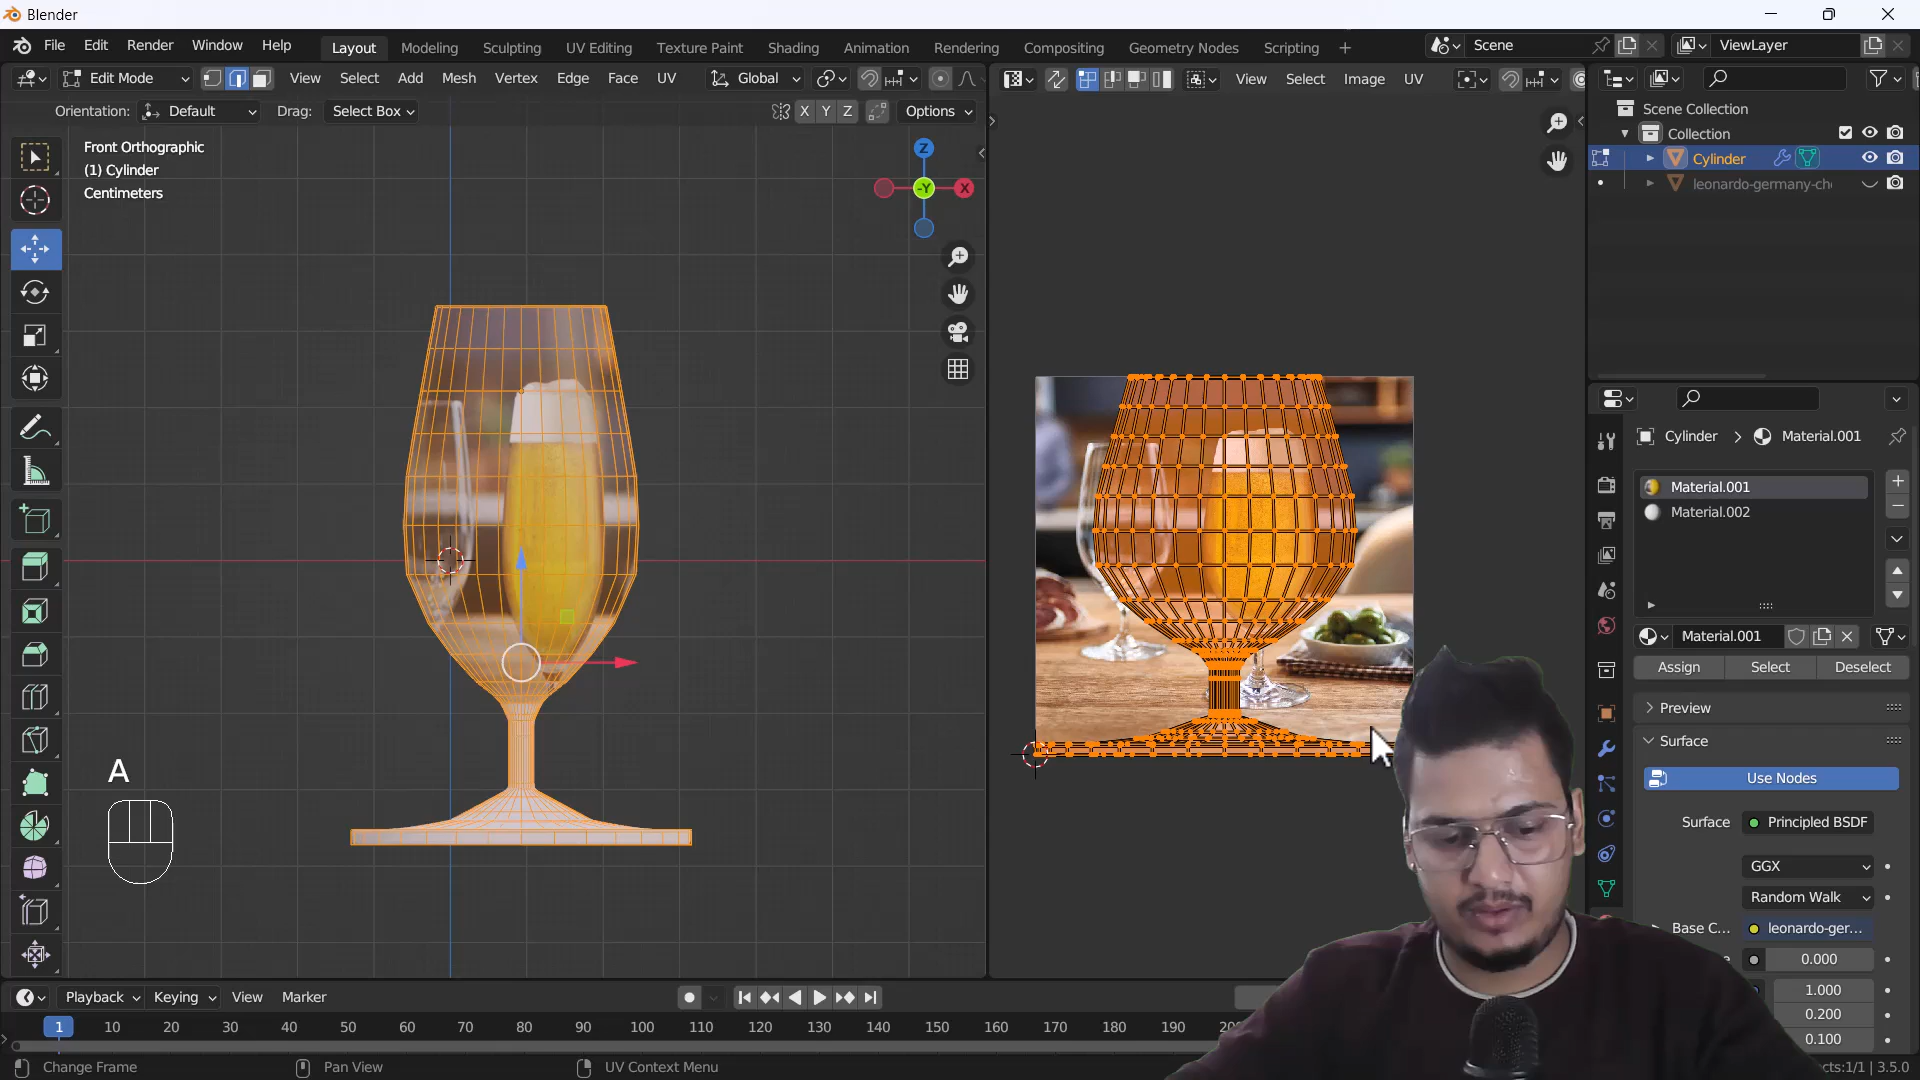 Blender
File Edit Render Window Help
Layout Modeling Sculpting UV Editing Texture Paint Shading Animation Rendering Compositing Geometry Nodes Scripting
Scene
ViewLayer
Edit Mode View Select Add Mesh Vertex Edge Face UV Global
View Select Image UV
Orientation: Default Drag: Select Box X Y Z Options
Front Orthographic
(1) Cylinder
Centimeters
Z
-Y X
A
Scene Collection
Collection
Cylinder
leonardo-germany-ch
Cylinder Material.001
Material.001
Material.002
Material.001
Assign Select Deselect
Preview
Surface
Use Nodes
Surface Principled BSDF
GGX
Random Walk
Base C... leonardo-ger...
0.000
1.000
0.200
0.100
Playback Keying View Marker
1 10 20 30 40 50 60 70 80 90 100 110 120 130 140 150 160 170 180 190
Change Frame Pan View UV Context Menu
cts:1/1 | 3.5.0